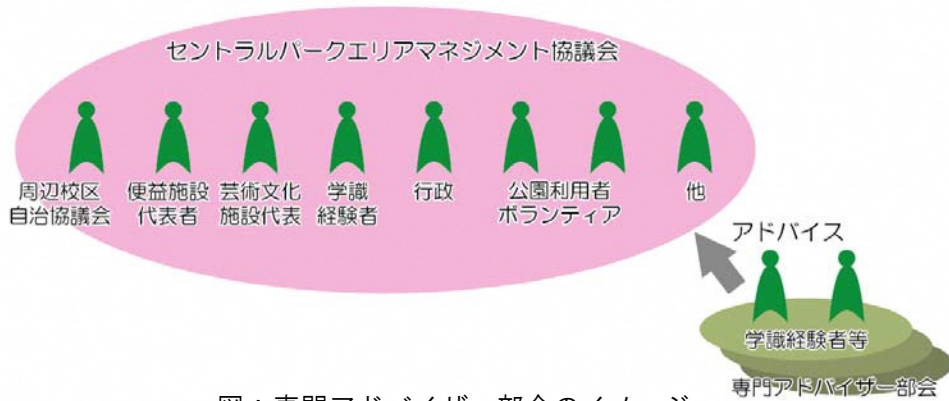 セントラルパークエリアマネジメント協議会
周辺校区
自治協議会
便益施設
代表者
芸術文化
施設代表
学識
経験者
行政
公園利用者
ボランティア
他
アドバイス
学識経験者等
専門アドバイザー部会